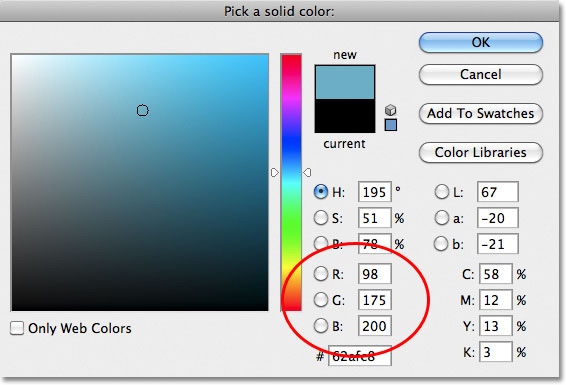 Pick a solid color:
new
current
OK
Cancel
Add To Swatches
Color Libraries
H: 195 °
S: 51 %
B: 78 %
R: 98
G: 175
B: 200
# 62afc8
L: 67
a: -20
b: -21
C: 58 %
M: 12 %
Y: 13 %
K: 3 %
Only Web Colors